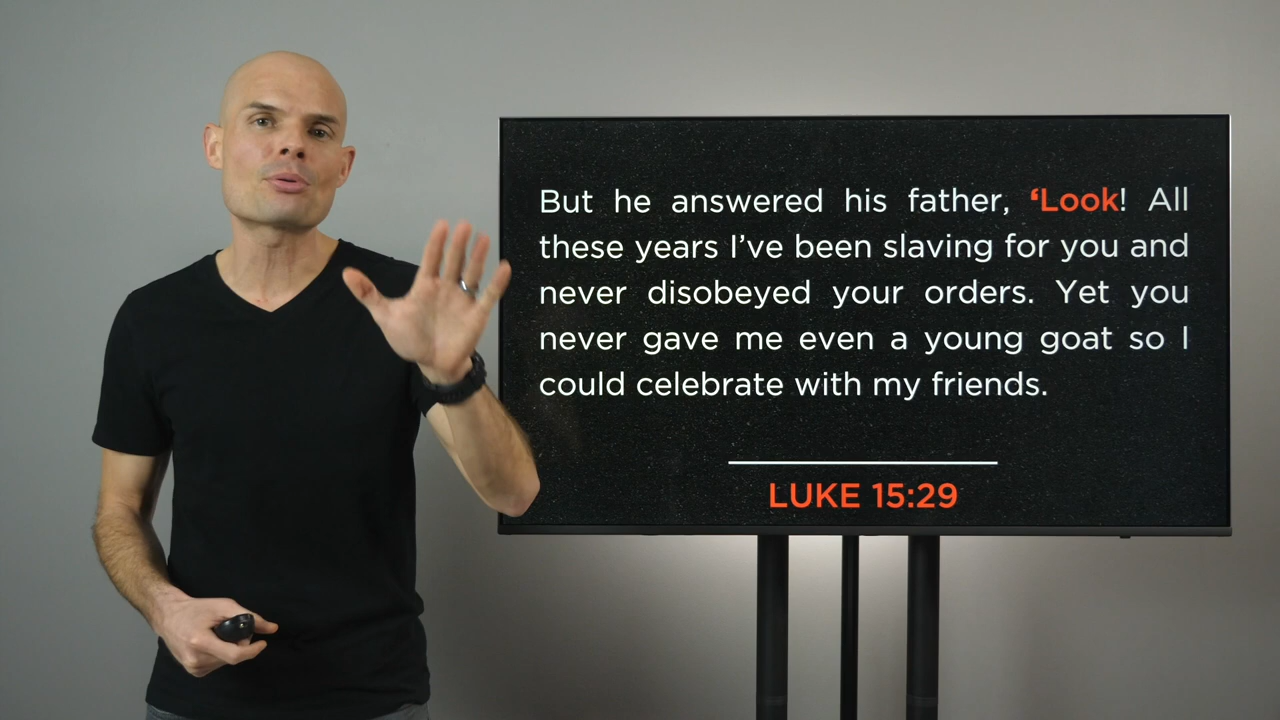 But he answered his father, ‘Look! All
these years I’ve been slaving for you and
never disobeyed your orders. Yet you
never gave me even a young goat so I
could celebrate with my friends.
LUKE 15:29